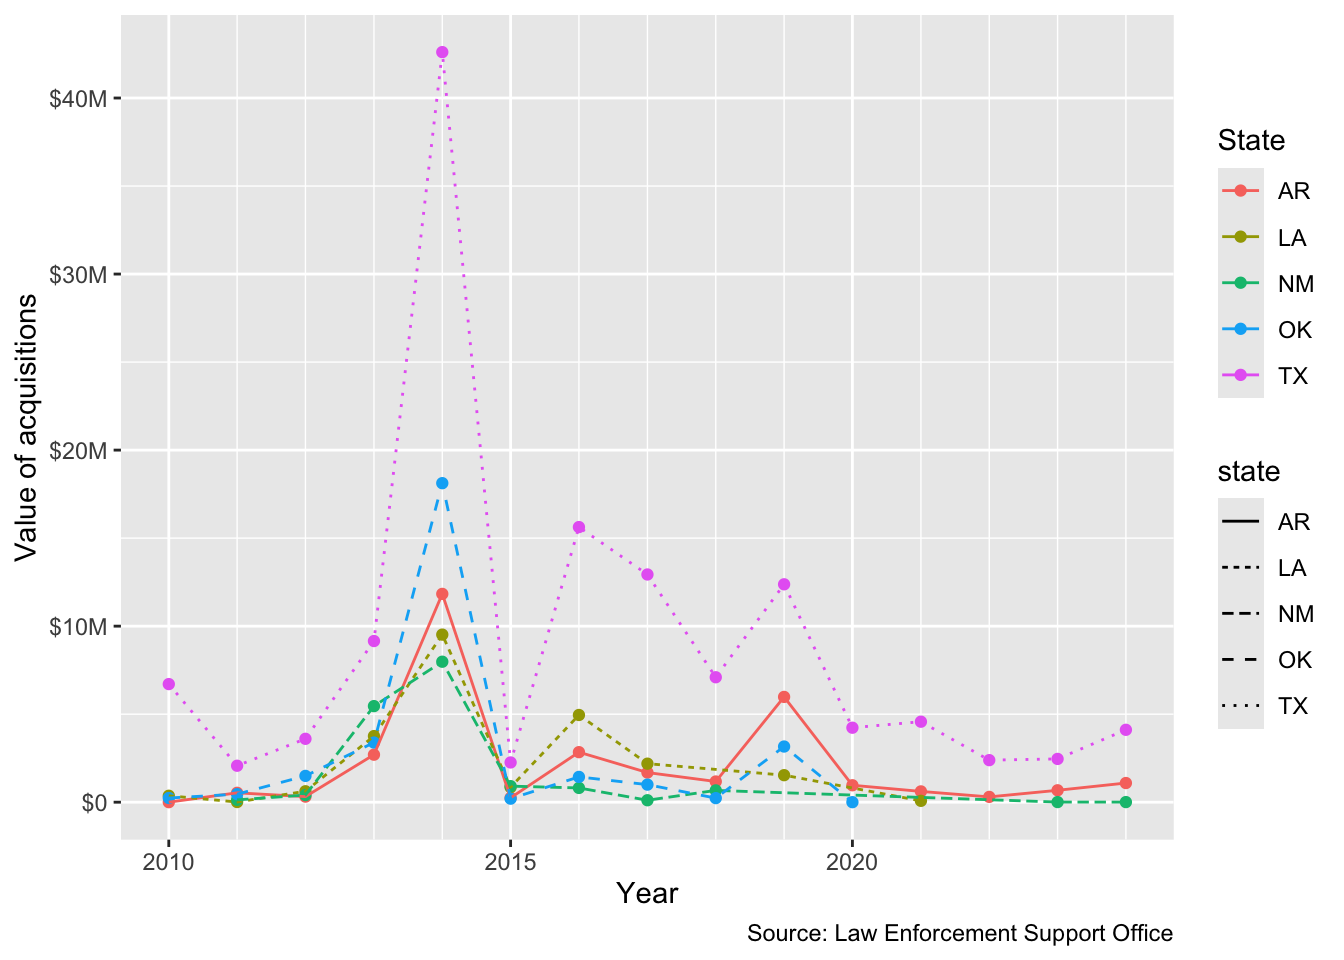 $40M
$30M
$20M
$10M
$0
Value of acquisitions
2010 2015 2020
Year
Source: Law Enforcement Support Office
State
AR
LA
NM
OK
TX
state
AR
LA
NM
OK
TX